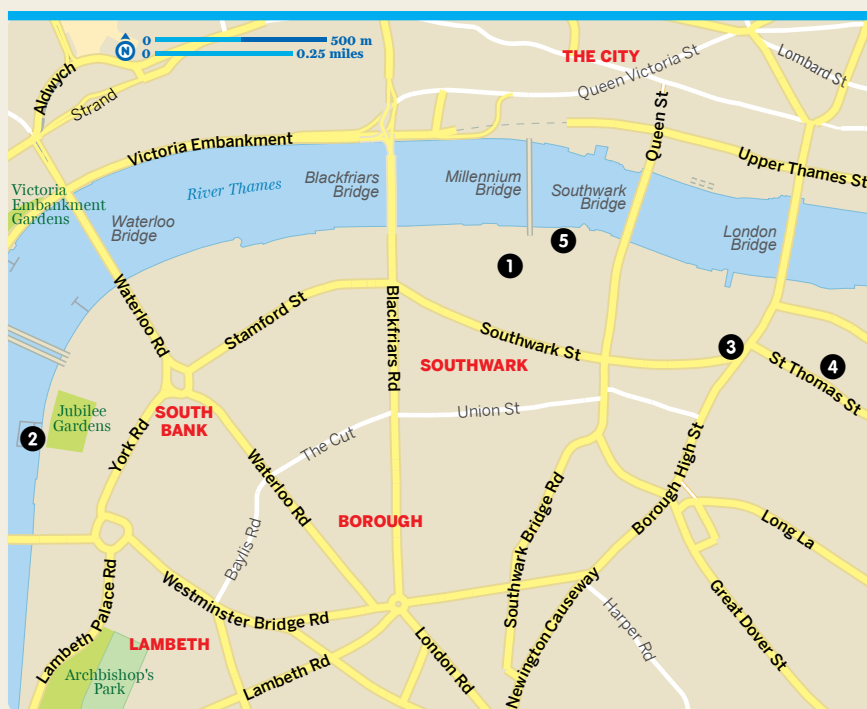 0 500 m
N
0 0.25 miles
THE CITY
Queen Victoria St
Lombard St
Aldwych
Strand
Queen St
Victoria Embankment
Upper Thames St
Victoria
Embankment
Gardens
River Thames
Blackfriars
Bridge
Millennium
Bridge
Southwark
Bridge
Waterloo
Bridge
London
Bridge
5
1
Waterloo Rd
Stamford St
Blackfriars Rd
Southwark St
3
SOUTHWARK
4
St Thomas St
Jubilee
Gardens
SOUTH
BANK
Union St
2
York Rd
The Cut
Waterloo Rd
Borough High St
BOROUGH
Southwark Bridge Rd
Long La
Baylis Rd
Westminster Bridge Rd
Lambeth Palace Rd
Newington Causeway
Great Dover St
Harper Rd
LAMBETH
London Rd
Lambeth Rd
Archbishop's
Park